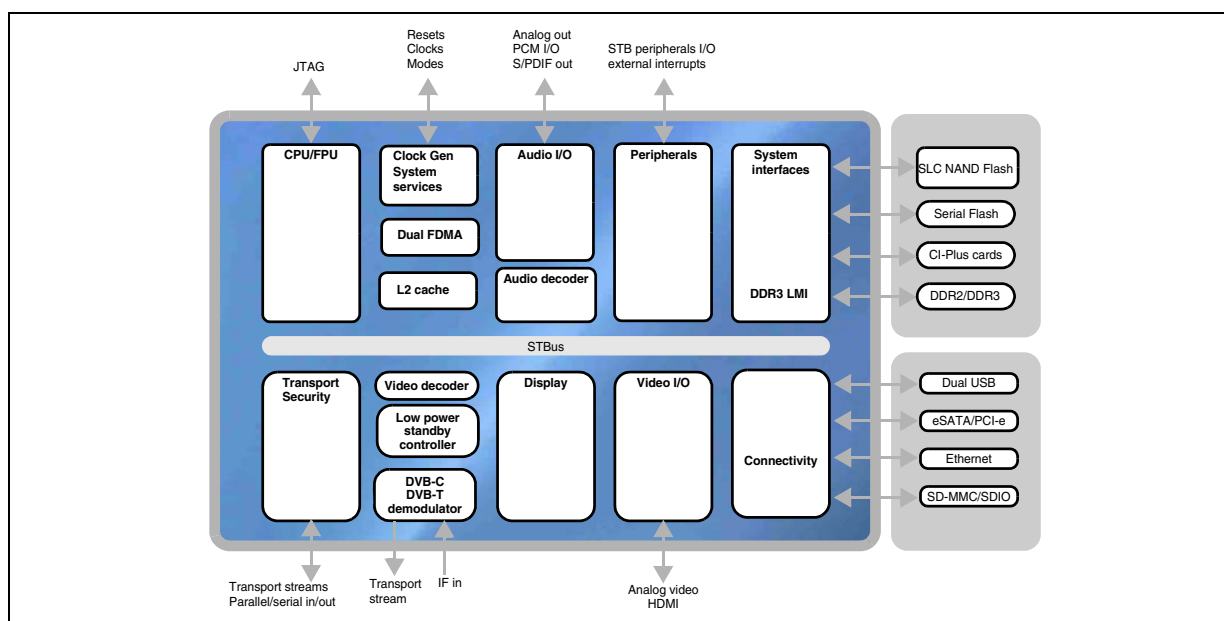 Resets
Clocks
Modes
Analog out
PCM I/O
S/PDIF out
STB peripherals I/O
external interrupts
JTAG
CPU/FPU
Clock Gen
System
services
Dual FDMA
L2 cache
Audio I/O
Audio decoder
Peripherals
System
interfaces
DDR3 LMI
SLC NAND Flash
Serial Flash
CI-Plus cards
DDR2/DDR3
STBus
Transport
Security
Video decoder
Low power
standby
controller
DVB-C
DVB-T
demodulator
Display
Video I/O
Connectivity
Dual USB
eSATA/PCI-e
Ethernet
SD-MMC/SDIO
Transport streams
Parallel/serial in/out
Transport
stream
IF in
Analog video
HDMI